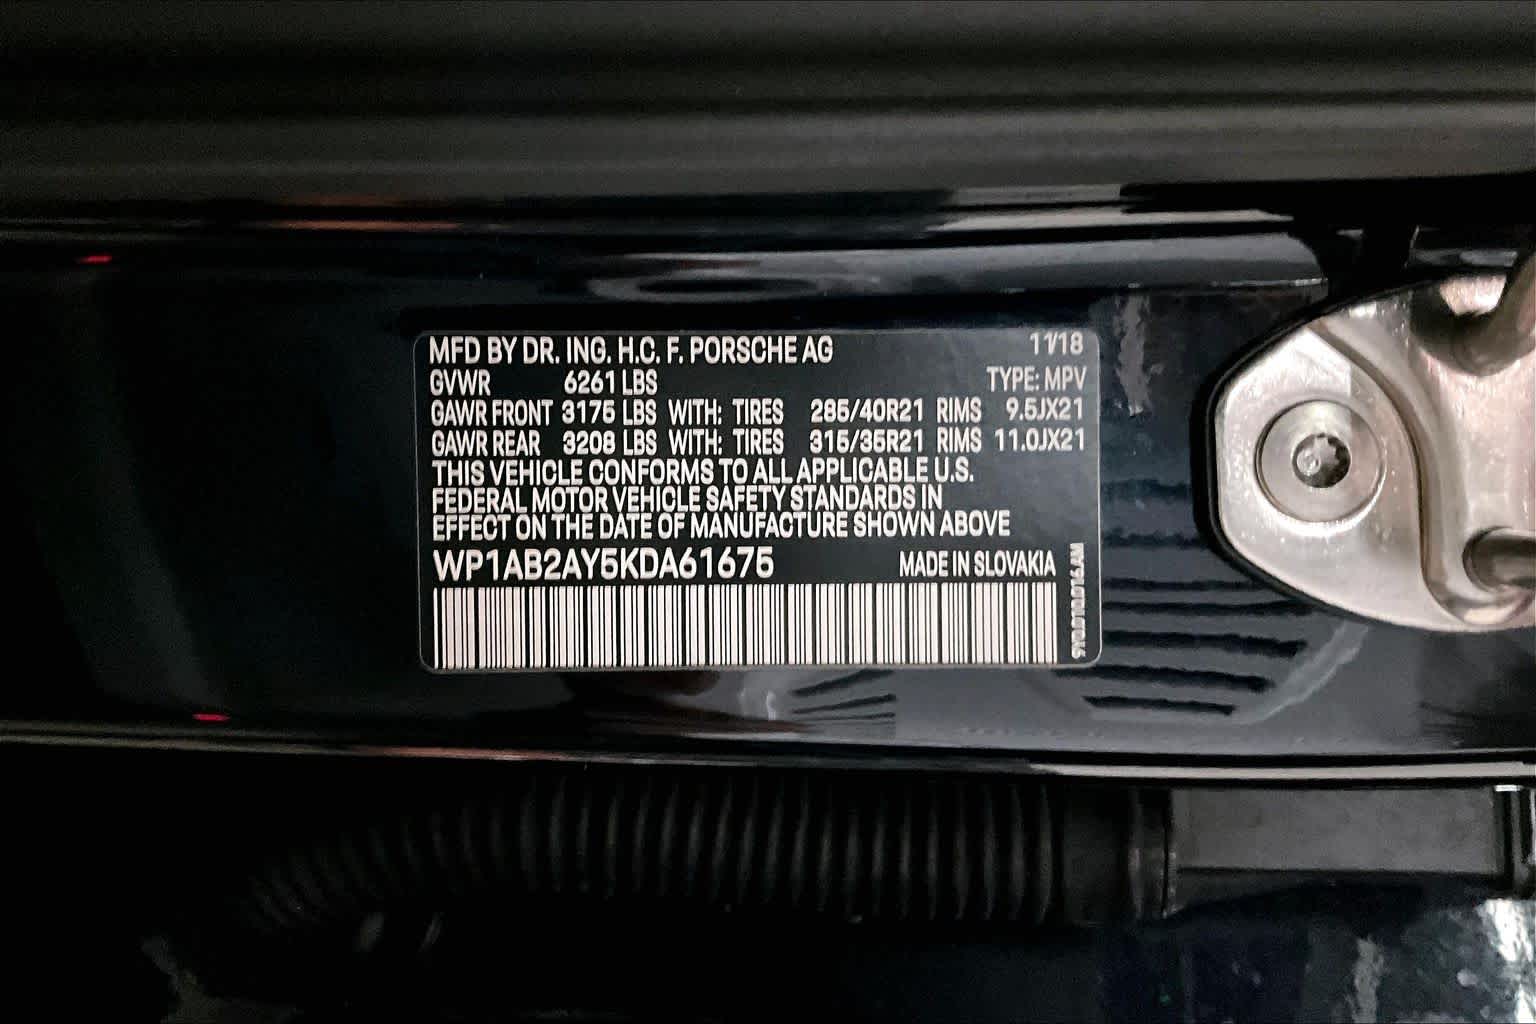 MFD BY DR. ING. H.C. F. PORSCHE AG 11/18
GVWR 6261 LBS TYPE: MPV
GAWR FRONT 3175 LBS WITH: TIRES 285/40R21 RIMS 9.5JX21
GAWR REAR 3208 LBS WITH: TIRES 315/35R21 RIMS 11.0JX21
THIS VEHICLE CONFORMS TO ALL APPLICABLE U.S.
FEDERAL MOTOR VEHICLE SAFETY STANDARDS IN
EFFECT ON THE DATE OF MANUFACTURE SHOWN ABOVE
WP1AB2AY5KDA61675 MADE IN SLOVAKIA